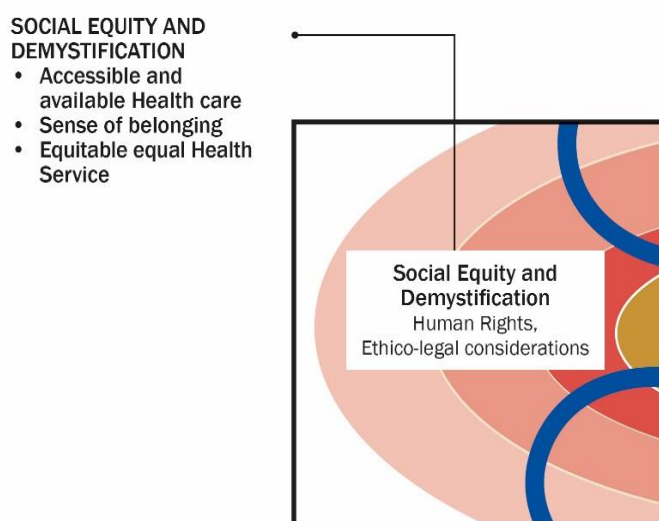 SOCIAL EQUITY AND
DEMYSTIFICATION
• Accessible and
available Health care
• Sense of belonging
• Equitable equal Health
Service
Social Equity and
Demystification
Human Rights,
Ethico-legal considerations